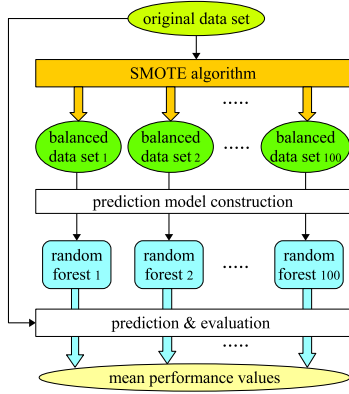 original data set
SMOTE algorithm
.....
balanced data set 1
balanced data set 2
.....
balanced data set 100
prediction model construction
random forest 1
random forest 2
.....
random forest 100
prediction & evaluation
.....
mean performance values